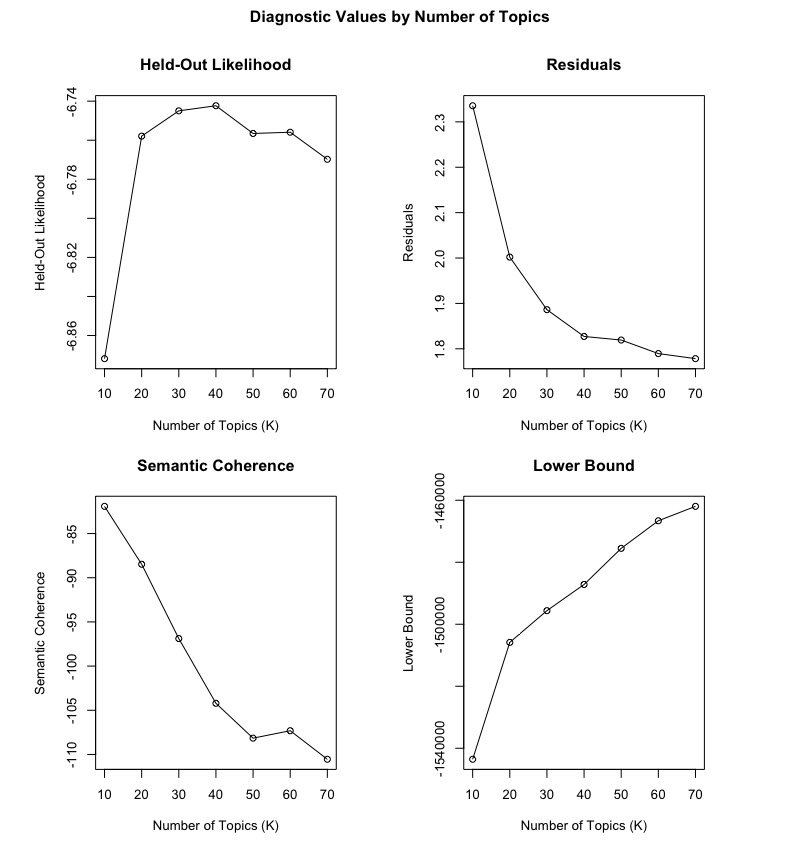 Diagnostic Values by Number of Topics
Held-Out Likelihood
Held-Out Likelihood
-6.74
-6.78
-6.82
-6.86
10 20 30 40 50 60 70
Number of Topics (K)
Residuals
Residuals
2.3
2.2
2.1
2.0
1.9
1.8
10 20 30 40 50 60 70
Number of Topics (K)
Semantic Coherence
Semantic Coherence
-85
-90
-95
-100
-105
-110
10 20 30 40 50 60 70
Number of Topics (K)
Lower Bound
Lower Bound
-1460000
-1500000
-1540000
10 20 30 40 50 60 70
Number of Topics (K)